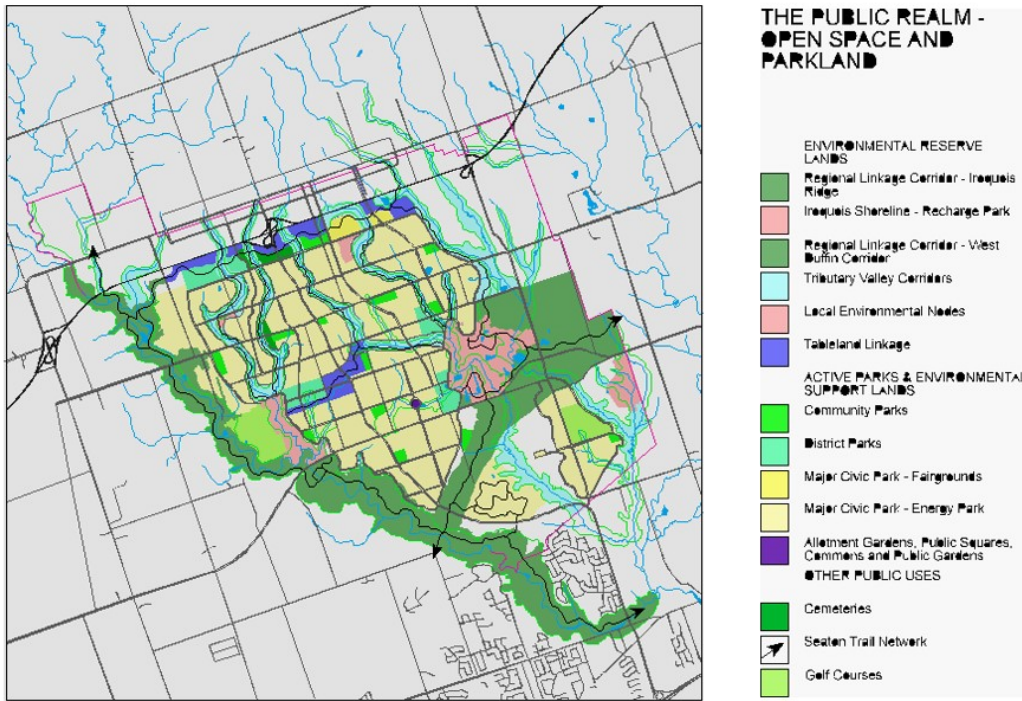 THE PUBLIC REALM -
OPEN SPACE AND
PARKLAND
ENVIRONMENTAL RESERVE
LANDS
Regional Linkage Corridor - Iroquois
Ridge
Iroquois Shoreline - Recharge Park
Regional Linkage Corridor - West
Duffin Corridor
Tributary Valley Corridors
Local Environmental Nodes
Tableland Linkage
ACTIVE PARKS & ENVIRONMENTAL
SUPPORT LANDS
Community Parks
District Parks
Major Civic Park - Fairgrounds
Major Civic Park - Energy Park
Allotment Gardens, Public Squares,
Commons and Public Gardens
OTHER PUBLIC USES
Cemeteries
Seaton Trail Network
Golf Courses